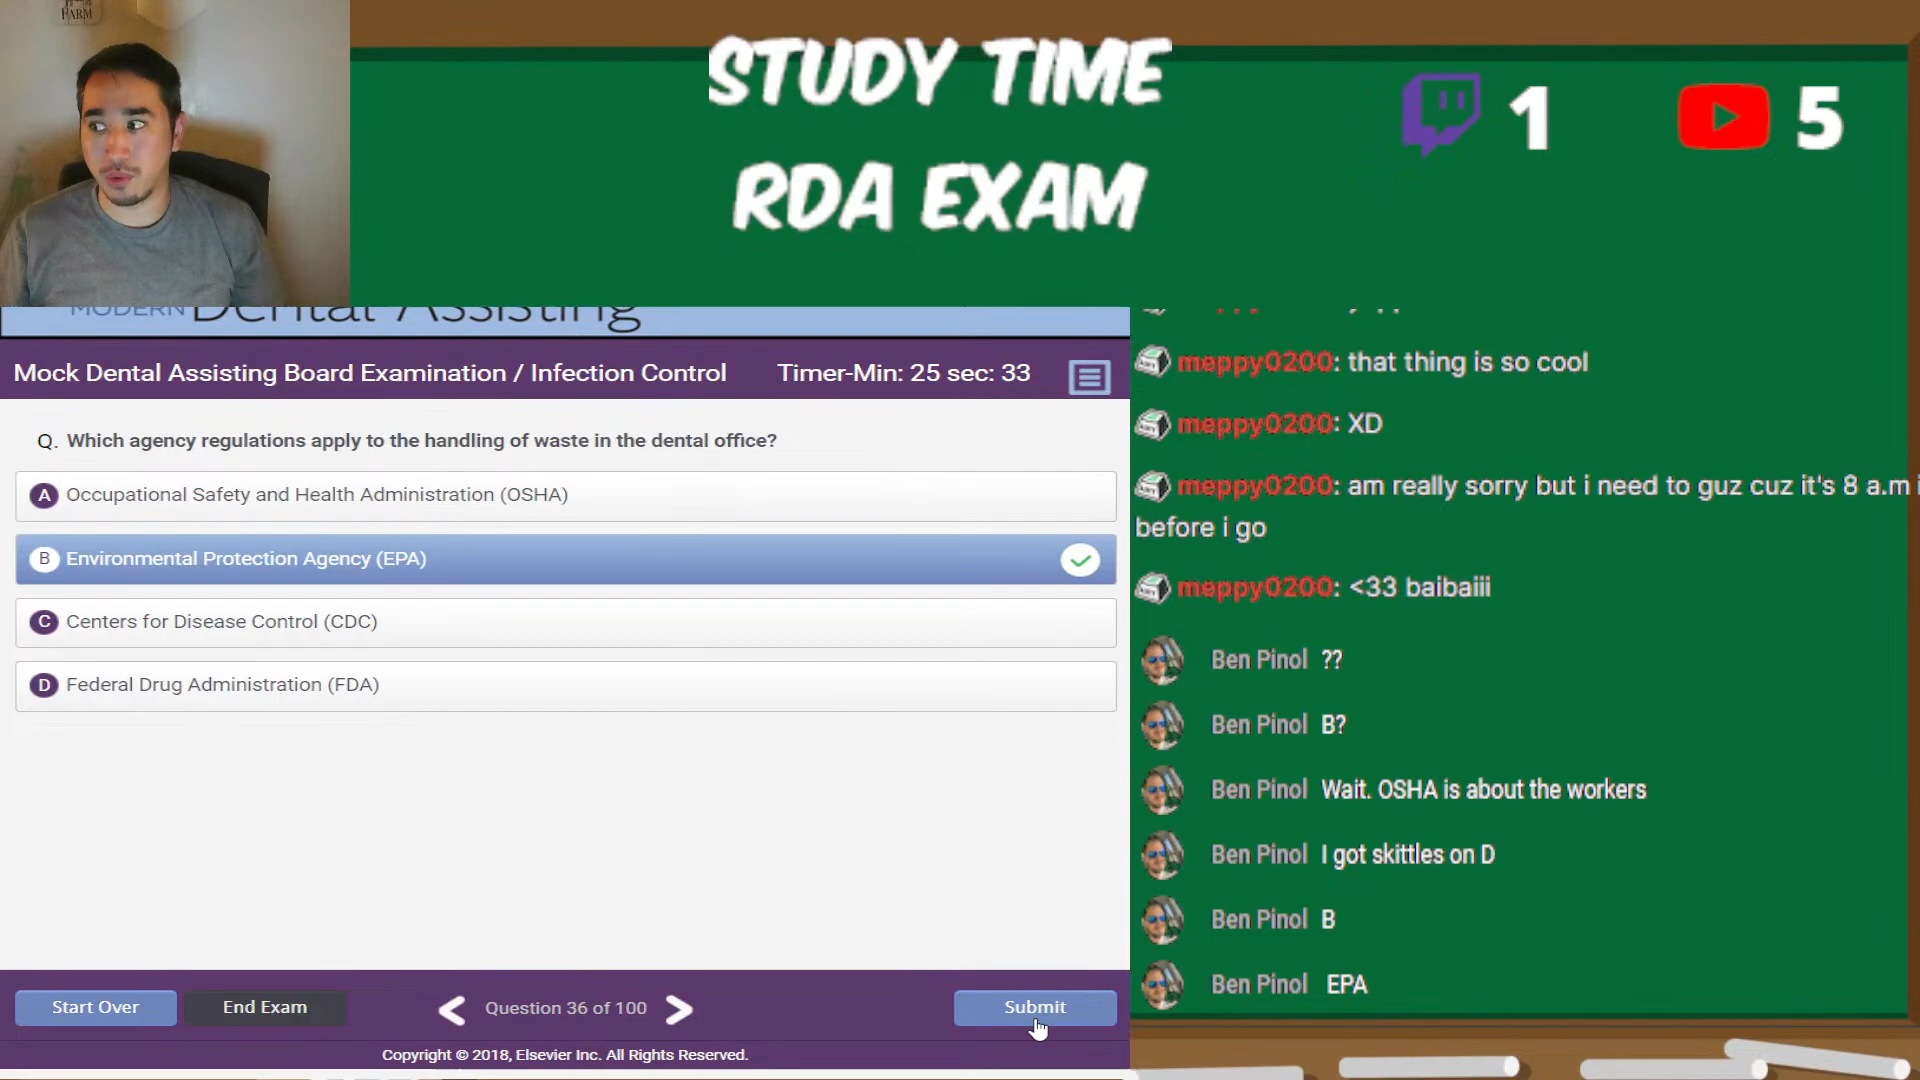 FARM
STUDY TIME
RDA EXAM
1
5
MODERN Dental Assisting
Mock Dental Assisting Board Examination / Infection Control
Timer-Min: 25 sec: 33
Q. Which agency regulations apply to the handling of waste in the dental office?
A Occupational Safety and Health Administration (OSHA)
B Environmental Protection Agency (EPA)
C Centers for Disease Control (CDC)
D Federal Drug Administration (FDA)
Start Over
End Exam
Question 36 of 100
Submit
Copyright © 2018, Elsevier Inc. All Rights Reserved.
meppy0200: that thing is so cool
meppy0200: XD
meppy0200: am really sorry but i need to guz cuz it's 8 a.m i
before i go
meppy0200: <33 baibaiii
Ben Pinol ??
Ben Pinol B?
Ben Pinol Wait. OSHA is about the workers
Ben Pinol I got skittles on D
Ben Pinol B
Ben Pinol EPA